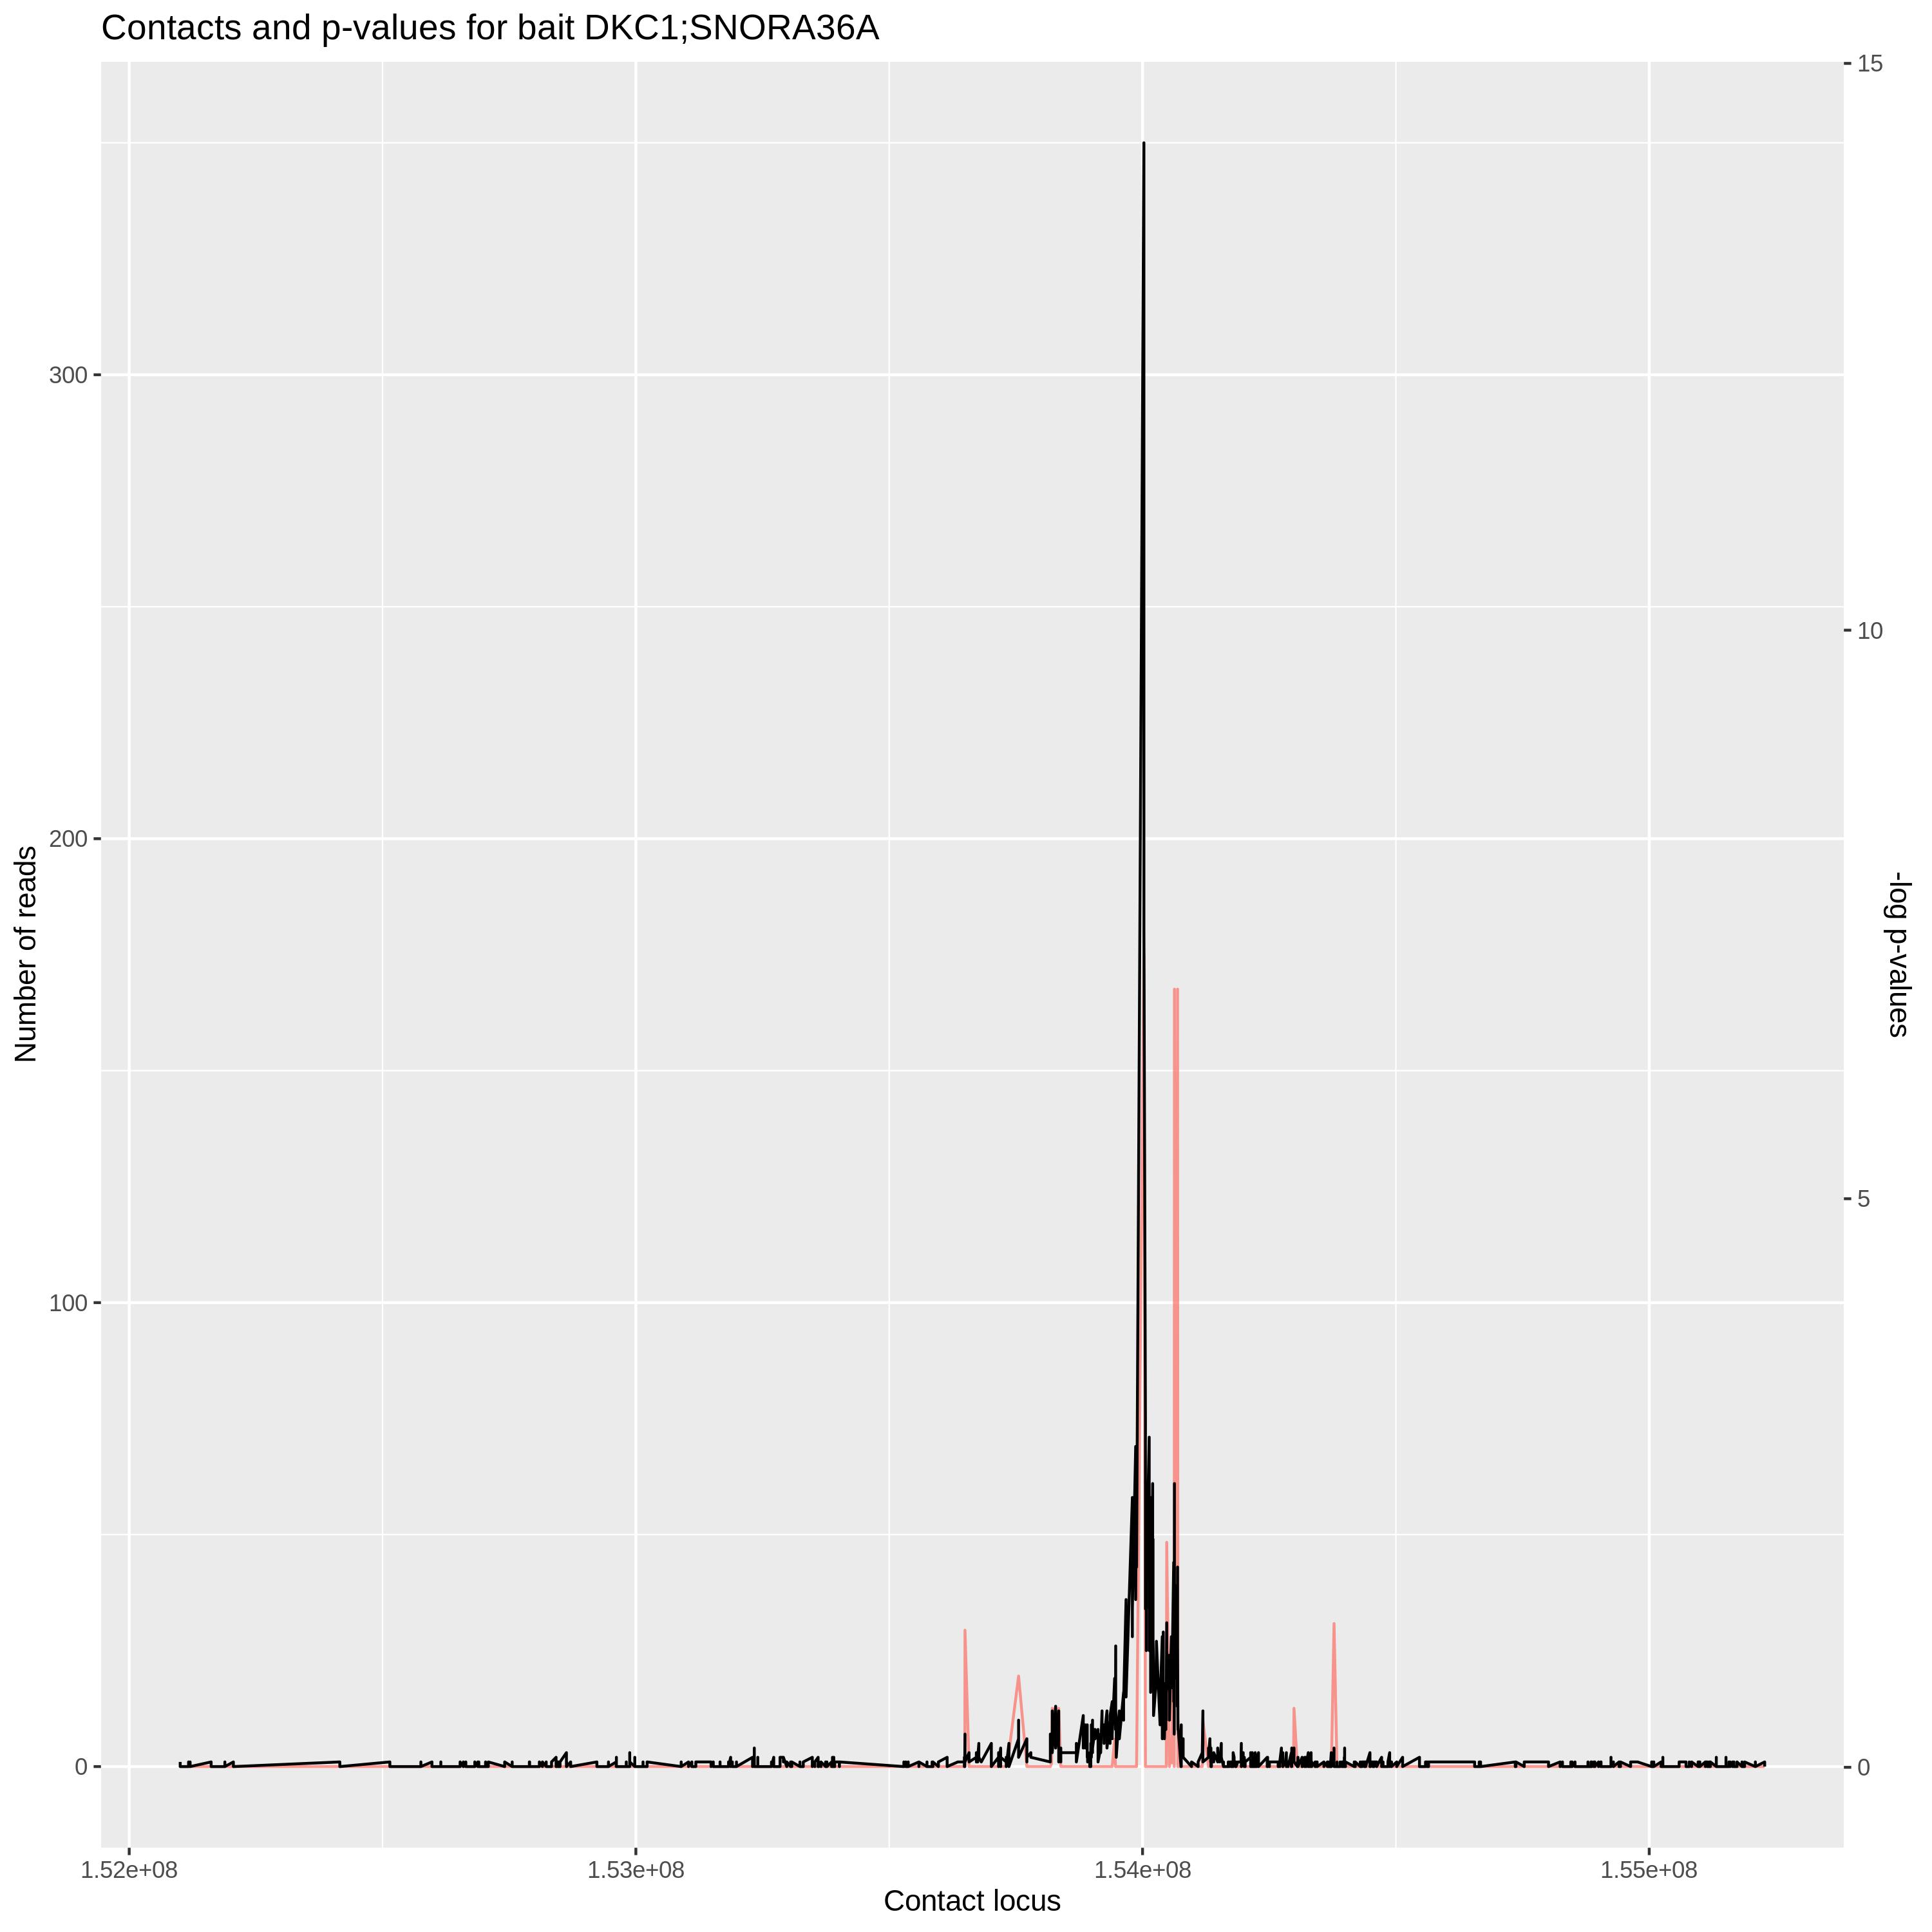 Contacts and p-values for bait DKC1;SNORA36A
15
300
10
200
Number of reads
-log p-values
5
100
0
0
1.52e+08
1.53e+08
1.54e+08
1.55e+08
Contact locus